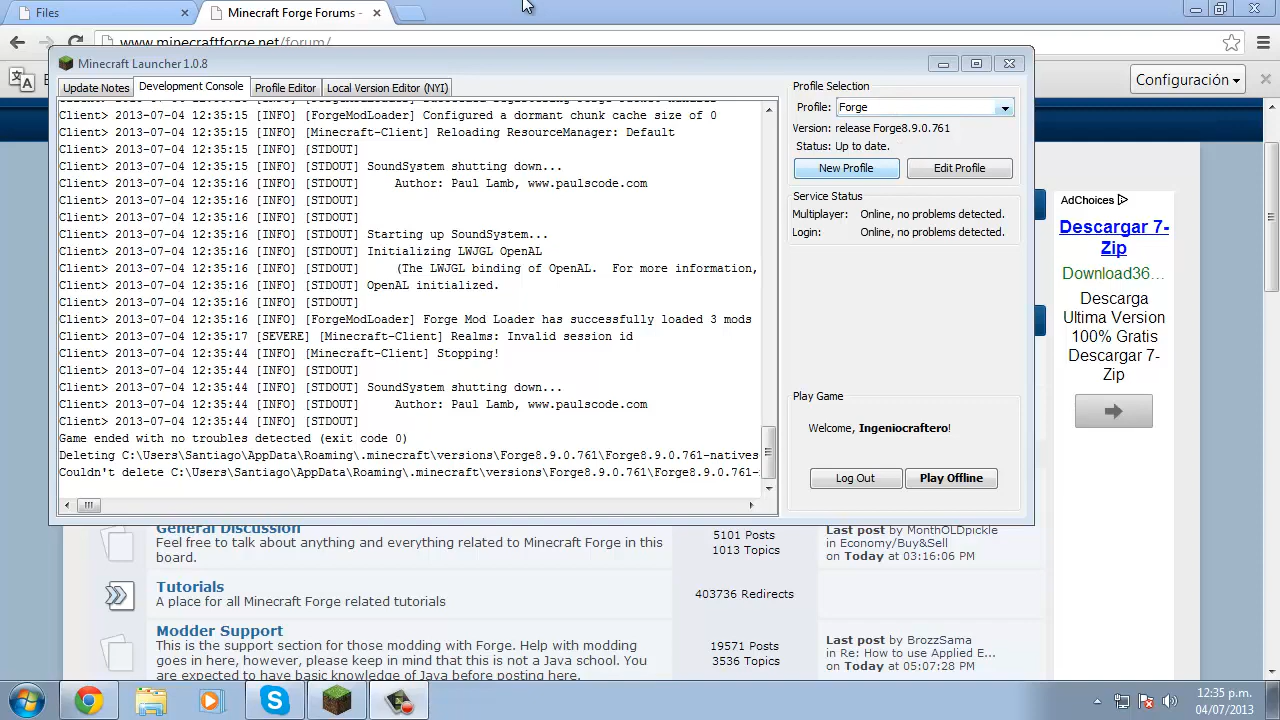 Files
Minecraft Forge Forums -
www.minecraftforge.net/forum/
Configuración
Minecraft Launcher 1.0.8
Update Notes
Development Console
Profile Editor
Local Version Editor (NYI)
Client> 2013-07-04 12:35:15 [INFO] [ForgeModLoader] Configured a dormant chunk cache size of 0
Client> 2013-07-04 12:35:15 [INFO] [Minecraft-Client] Reloading ResourceManager: Default
Client> 2013-07-04 12:35:15 [INFO] [STDOUT]
Client> 2013-07-04 12:35:15 [INFO] [STDOUT] SoundSystem shutting down...
Client> 2013-07-04 12:35:16 [INFO] [STDOUT] Author: Paul Lamb, www.paulscode.com
Client> 2013-07-04 12:35:16 [INFO] [STDOUT]
Client> 2013-07-04 12:35:16 [INFO] [STDOUT]
Client> 2013-07-04 12:35:16 [INFO] [STDOUT] Starting up SoundSystem...
Client> 2013-07-04 12:35:16 [INFO] [STDOUT] Initializing LWJGL OpenAL
Client> 2013-07-04 12:35:16 [INFO] [STDOUT] (The LWJGL binding of OpenAL. For more information,
Client> 2013-07-04 12:35:16 [INFO] [STDOUT] OpenAL initialized.
Client> 2013-07-04 12:35:16 [INFO] [STDOUT]
Client> 2013-07-04 12:35:16 [INFO] [ForgeModLoader] Forge Mod Loader has successfully loaded 3 mods
Client> 2013-07-04 12:35:17 [SEVERE] [Minecraft-Client] Realms: Invalid session id
Client> 2013-07-04 12:35:44 [INFO] [Minecraft-Client] Stopping!
Client> 2013-07-04 12:35:44 [INFO] [STDOUT]
Client> 2013-07-04 12:35:44 [INFO] [STDOUT] SoundSystem shutting down...
Client> 2013-07-04 12:35:44 [INFO] [STDOUT] Author: Paul Lamb, www.paulscode.com
Client> 2013-07-04 12:35:44 [INFO] [STDOUT]
Game ended with no troubles detected (exit code 0)
Deleting C:\Users\Santiago\AppData\Roaming\.minecraft\versions\Forge8.9.0.761\Forge8.9.0.761-natives
Couldn't delete C:\Users\Santiago\AppData\Roaming\.minecraft\versions\Forge8.9.0.761\Forge8.9.0.761-
Profile Selection
Profile: Forge
Version: release Forge8.9.0.761
Status: Up to date.
New Profile
Edit Profile
Service Status
Multiplayer: Online, no problems detected.
Login: Online, no problems detected.
Play Game
Welcome, Ingeniocraftero!
Log Out
Play Offline
AdChoices
Descargar 7-
Zip
Download36...
Descarga
Ultima Version
100% Gratis
Descargar 7-
Zip
General Discussion
Feel free to talk about anything and everything related to Minecraft Forge in this
board.
5101 Posts
1013 Topics
Last post by MonthOLDpickle
in Economy/Buy&Sell
on Today at 03:16:06 PM
Tutorials
A place for all Minecraft Forge related tutorials
403736 Redirects
Modder Support
This is the support section for those modding with Forge. Help with modding
goes in here, however, please keep in mind that this is not a Java school. You
are expected to have basic knowledge of Java before posting here.
19571 Posts
3536 Topics
Last post by BrozzSama
in Re: How to use Applied E...
on Today at 05:07:28 PM
12:35 p.m.
04/07/2013